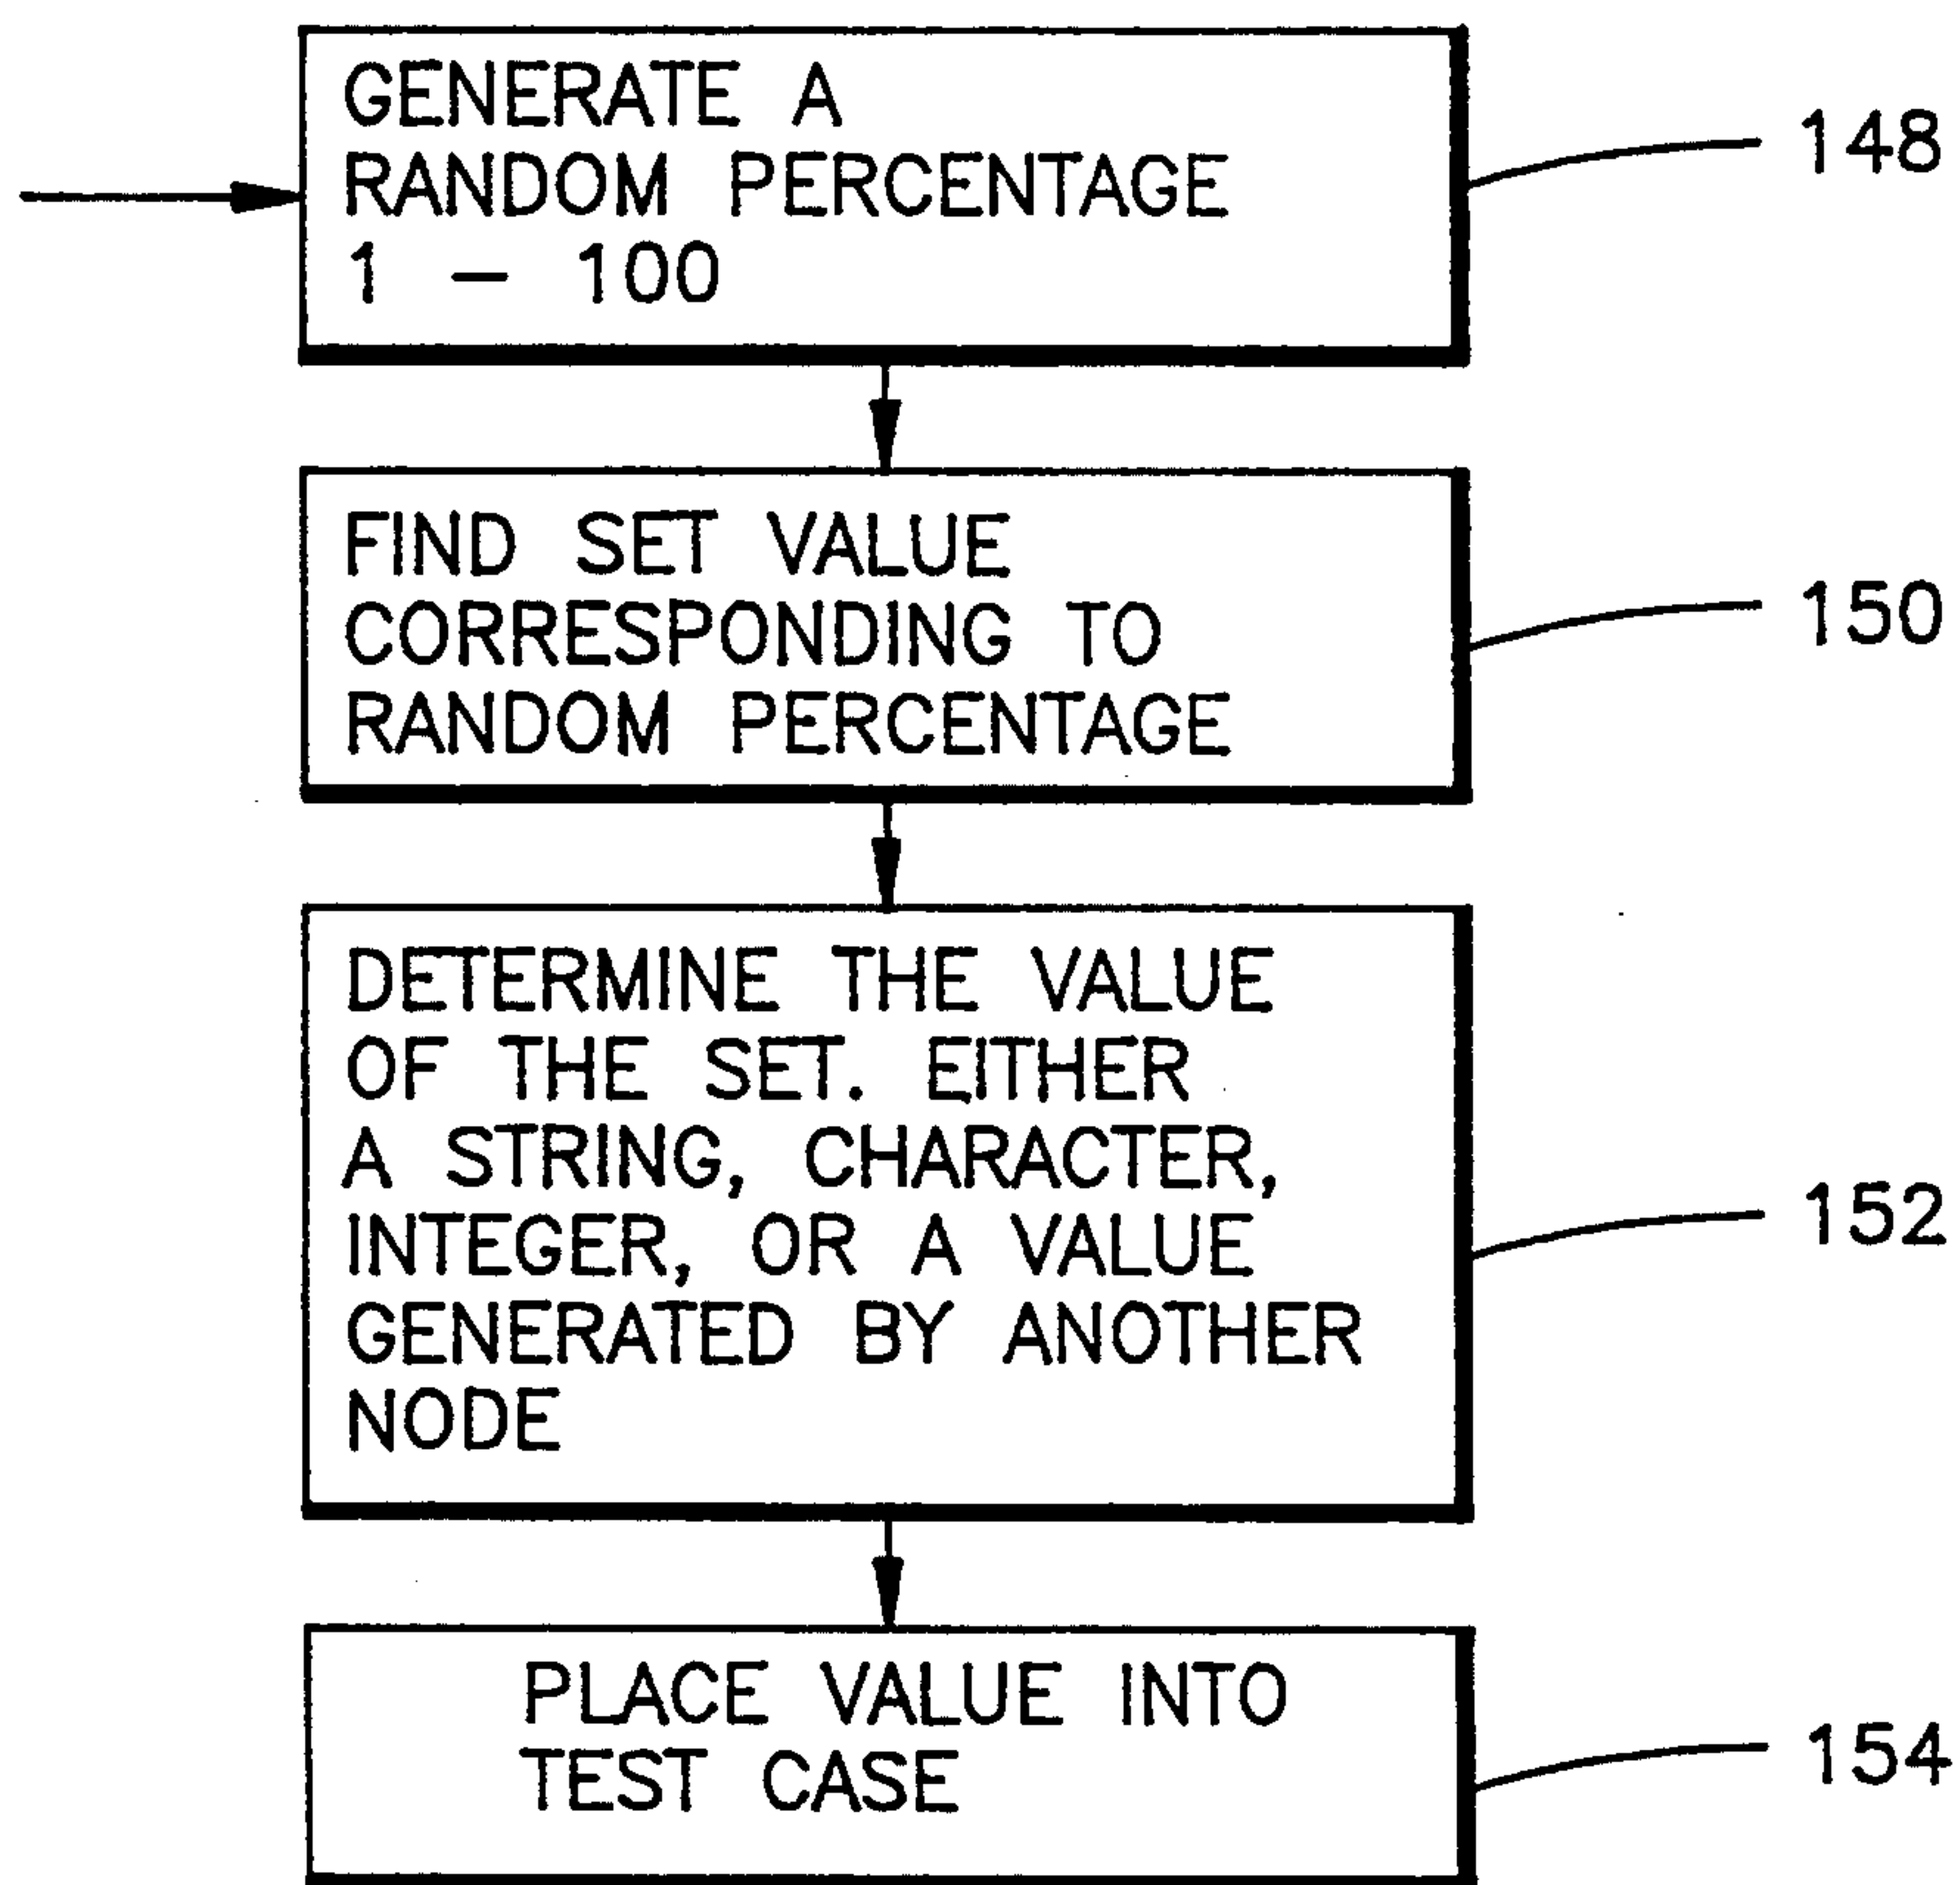 GENERATE A
RANDOM PERCENTAGE
1 – 100
148
FIND SET VALUE
CORRESPONDING TO
RANDOM PERCENTAGE
150
DETERMINE THE VALUE
OF THE SET. EITHER
A STRING, CHARACTER,
INTEGER, OR A VALUE
GENERATED BY ANOTHER
NODE
152
PLACE VALUE INTO
TEST CASE
154